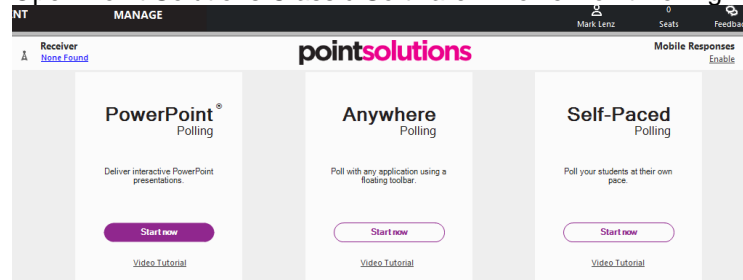 NT MANAGE Mark Lenz 0 Seats Feedbac
Receiver
None Found
pointsolutions
Mobile Responses
Enable
PowerPoint®
Polling
Deliver interactive PowerPoint
presentations.
Start now
Video Tutorial
Anywhere
Polling
Poll with any application using a
floating toolbar.
Start now
Video Tutorial
Self-Paced
Polling
Poll your students at their own
pace.
Start now
Video Tutorial